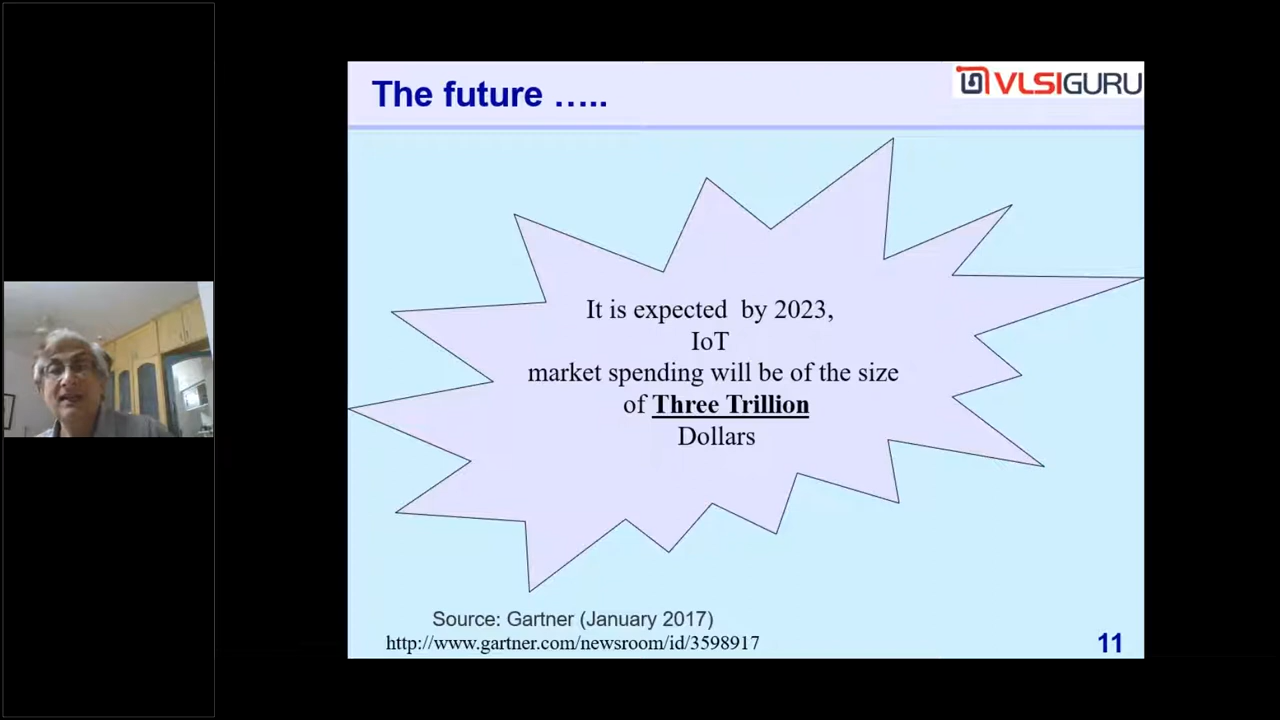 The future …..
VLSIGURU
It is expected  by 2023,
IoT
market spending will be of the size
of Three Trillion
Dollars
Source: Gartner (January 2017)
http://www.gartner.com/newsroom/id/3598917
11